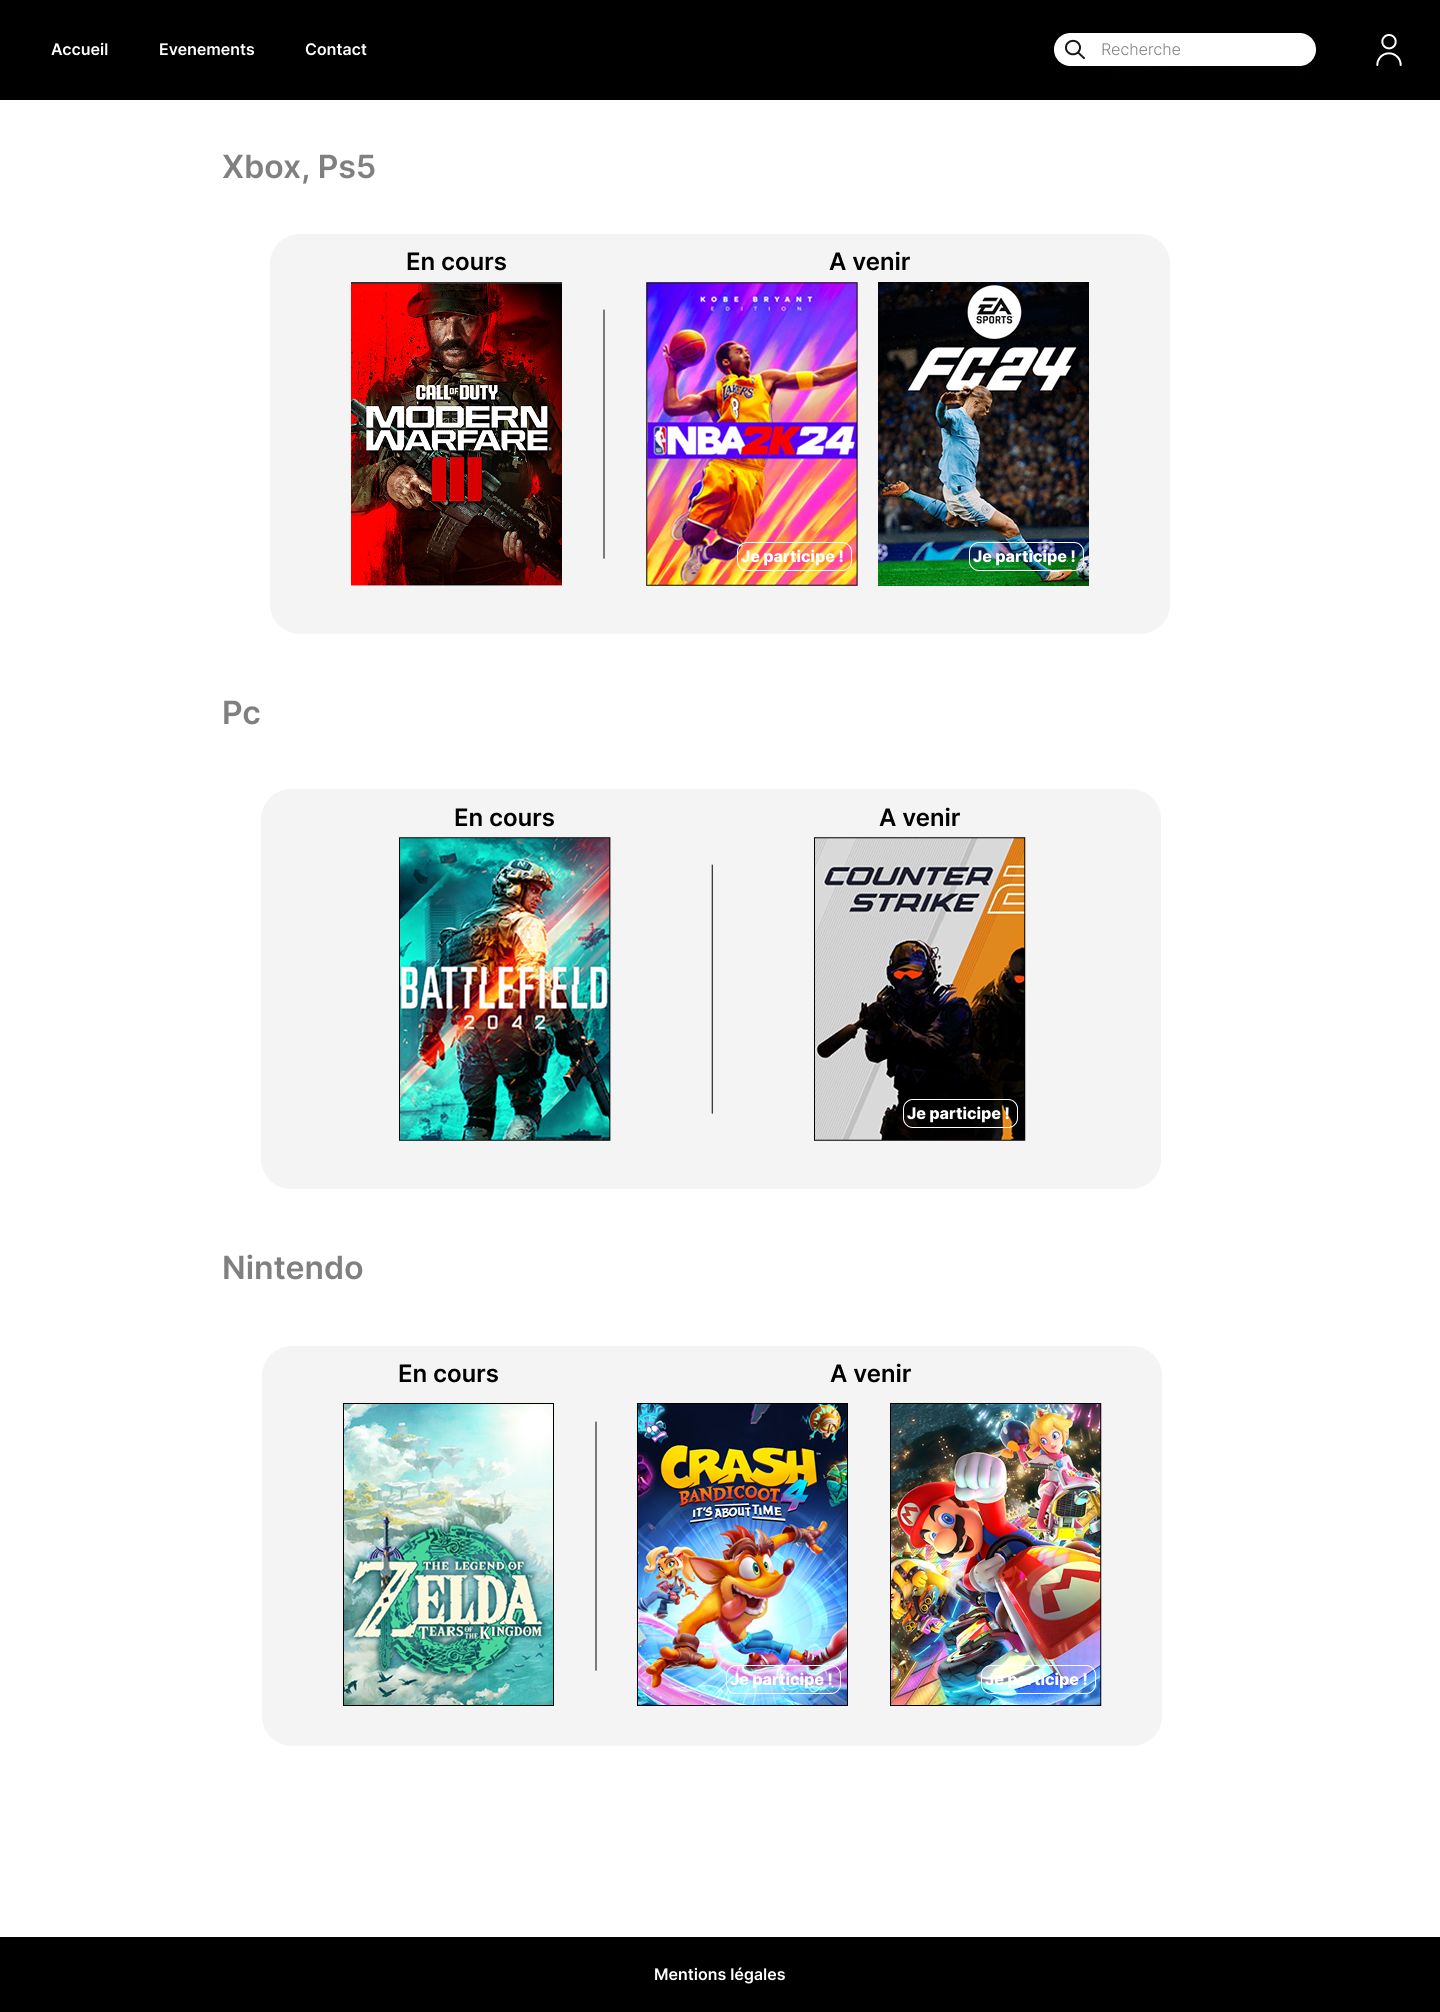 Accueil Evenements Contact Recherche
Xbox, Ps5
En cours A venir
CALL OF DUTY
MODERN
WARFARE
III
KOBE BRYANT
EDITION
LAKERS
8
NBA 2K24
Je participe !
EA
SPORTS
FC24
Je participe !
Pc
En cours A venir
BATTLEFIELD
2042
COUNTER
STRIKE 2
Je participe !
Nintendo
En cours A venir
THE LEGEND OF
ZELDA
TEARS OF THE KINGDOM
CRASH
BANDICOOT 4
IT'S ABOUT TIME
Je participe !
M
M
Je participe !
Mentions légales